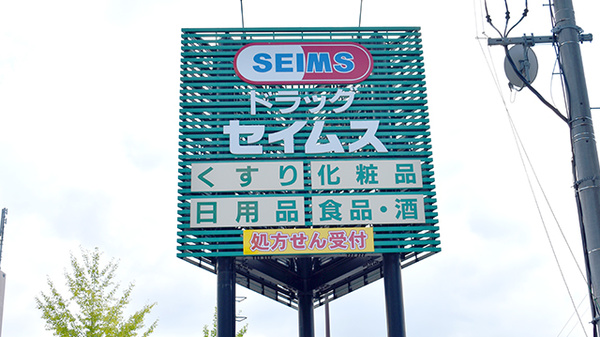 SEIMS
ドラッグ
セイムス
くすり 化粧品
日用品 食品・酒
処方せん受付